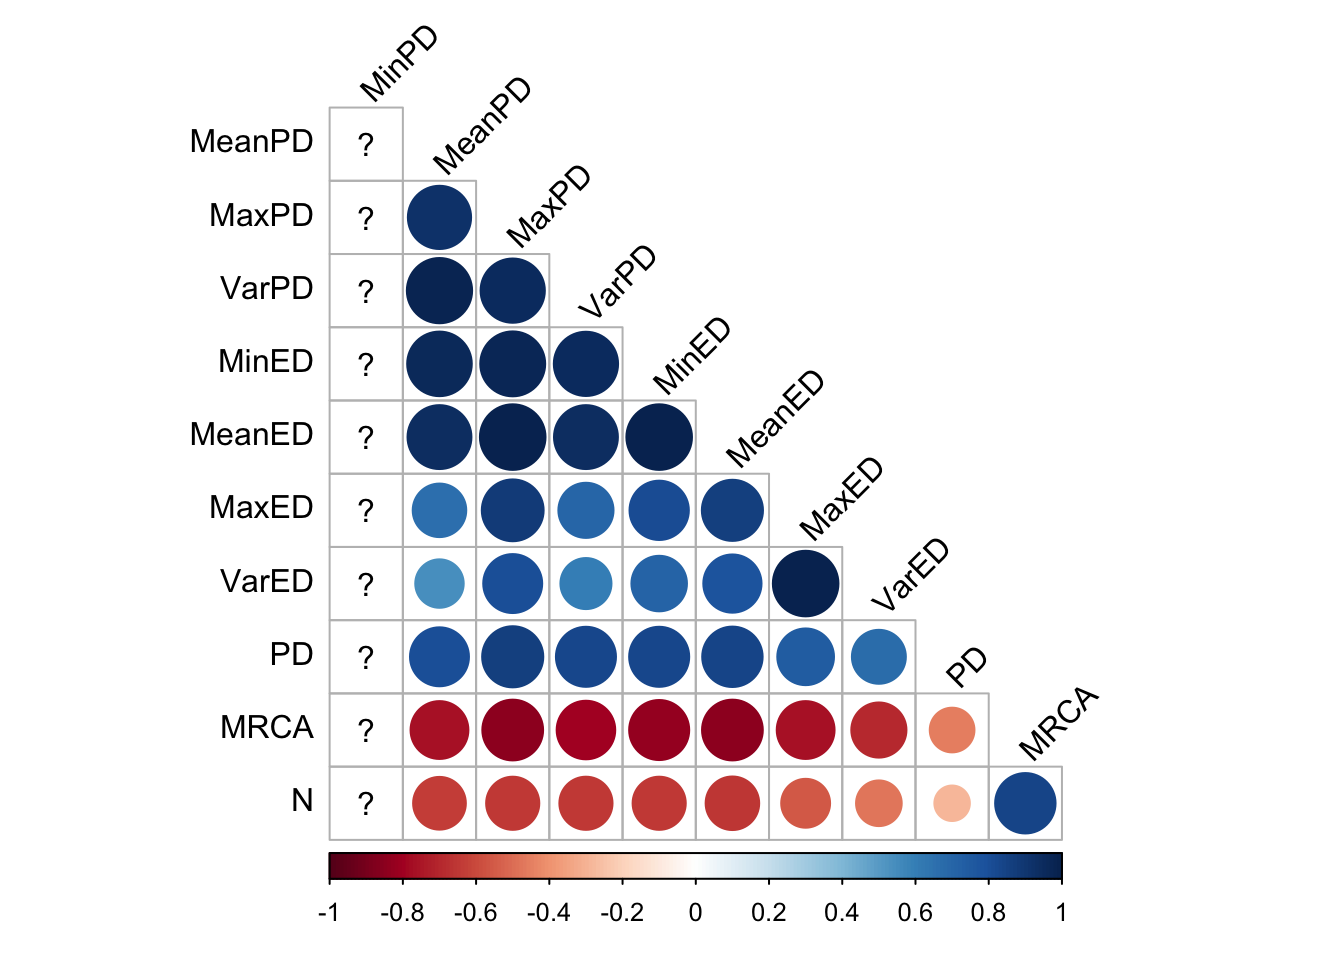 MinPD
MeanPD ? MeanPD
MaxPD ? MaxPD
VarPD ? VarPD
MinED ? MinED
MeanED ? MeanED
MaxED ? MaxED
VarED ? VarED
PD ? PD
MRCA ? MRCA
N ?
-1 -0.8 -0.6 -0.4 -0.2 0 0.2 0.4 0.6 0.8 1